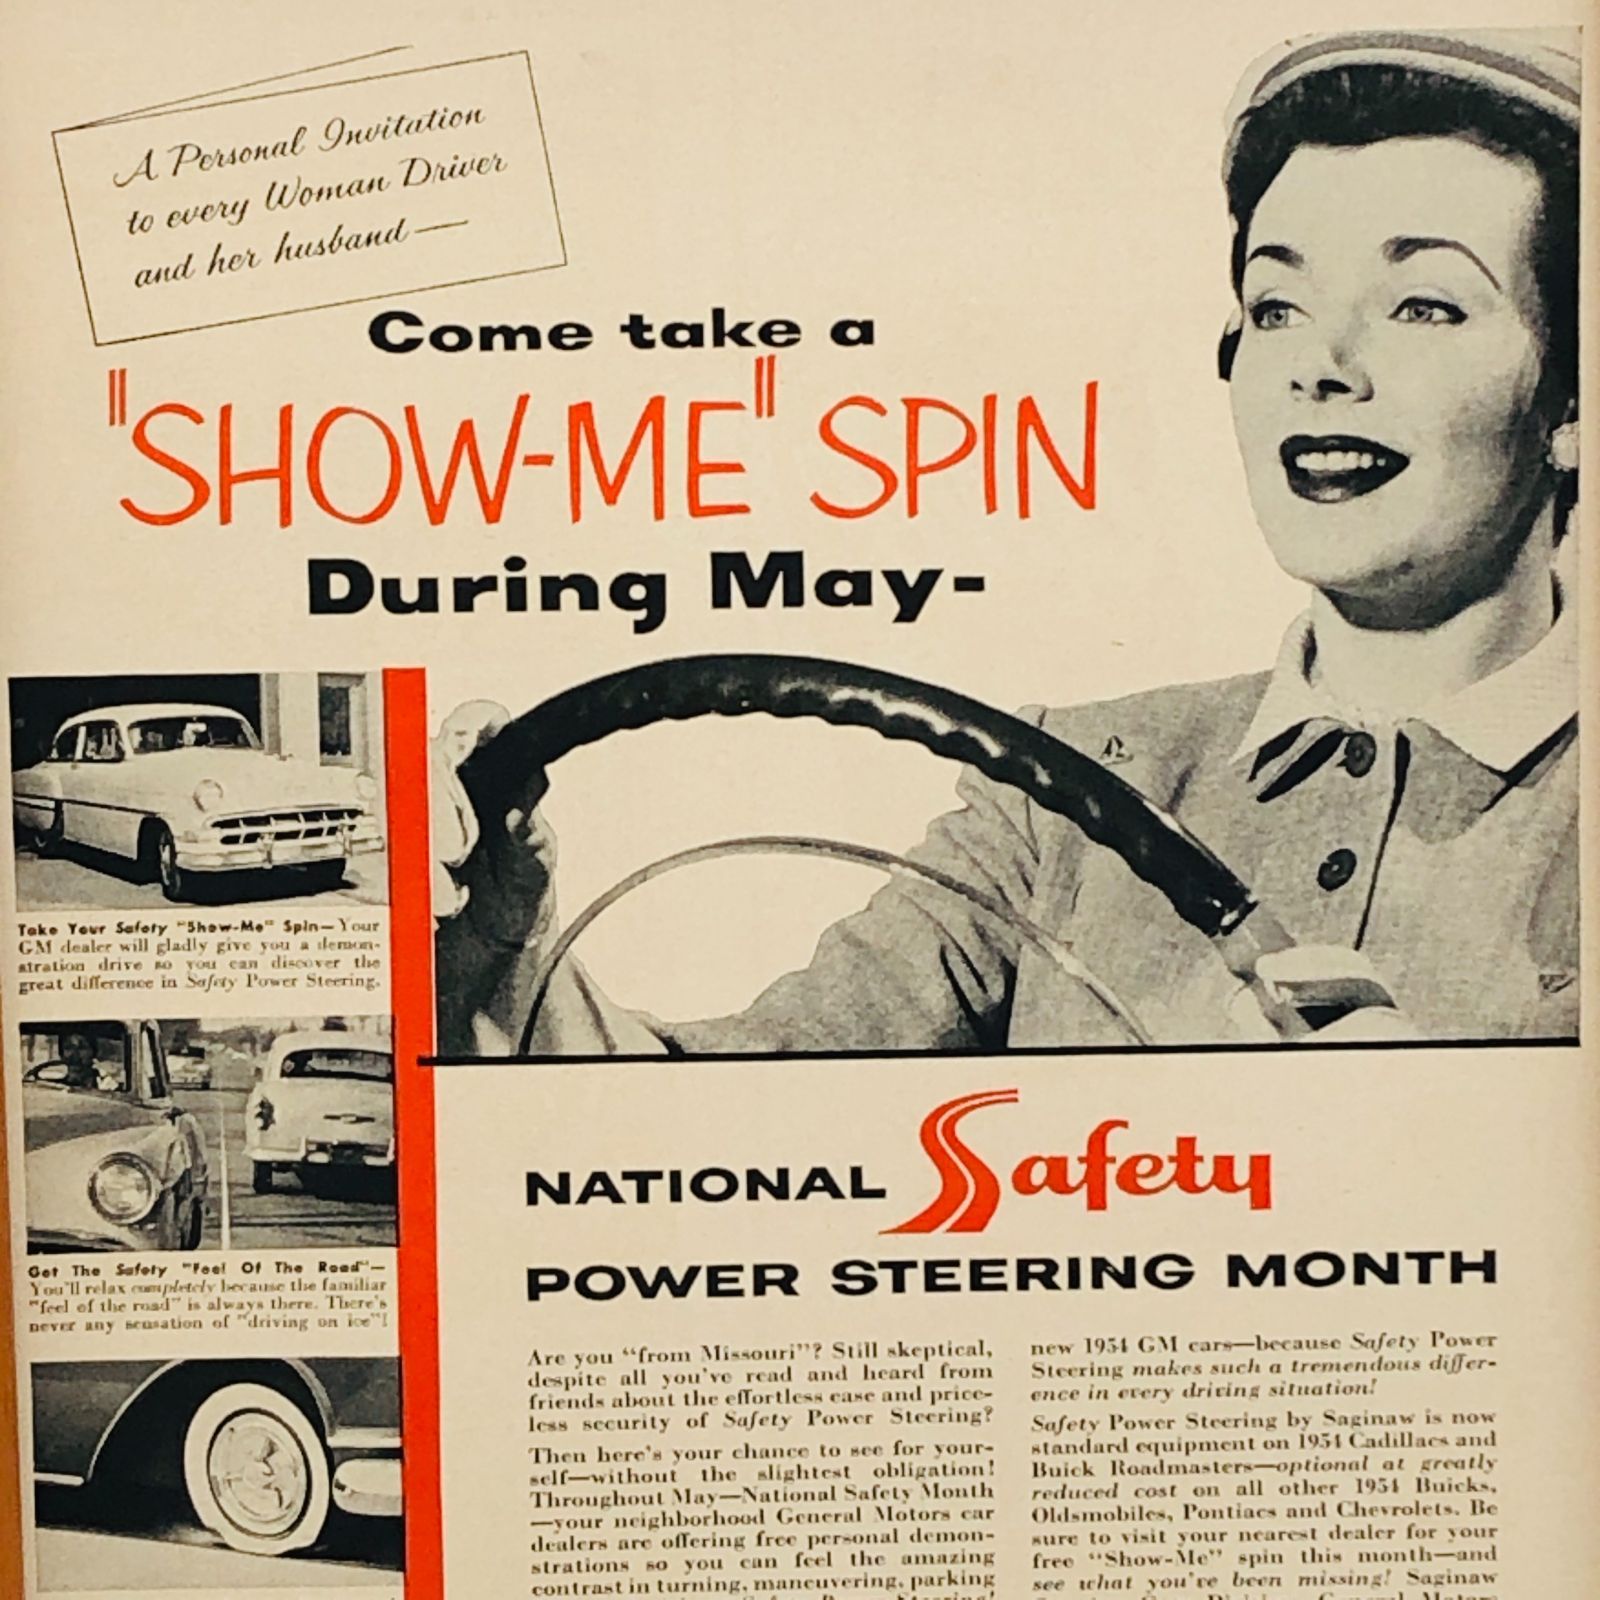 A Personal Invitation
to every Woman Driver
and her husband—
Come take a
"SHOW-ME" SPIN
During May-
Take Your Safety "Show-Me" Spin—Your
GM dealer will gladly give you a demon-
stration drive so you can discover the
great difference in Safety Power Steering.
Get The Safety "Feel Of The Road"—
You'll relax completely because the familiar
"feel of the road" is always there. There's
never any sensation of "driving on ice"!
NATIONAL Safety
POWER STEERING MONTH
Are you “from Missouri”? Still skeptical,
despite all you've read and heard from
friends about the effortless ease and price-
less security of Safety Power Steering?
Then here's your chance to see for your-
self—without the slightest obligation!
Throughout May—National Safety Month
—your neighborhood General Motors car
dealers are offering free personal demon-
strations so you can feel the amazing
contrast in turning, maneuvering, parking
new 1954 GM cars—because Safety Power
Steering makes such a tremendous differ-
ence in every driving situation!
Safety Power Steering by Saginaw is now
standard equipment on 1954 Cadillacs and
Buick Roadmasters—optional at greatly
reduced cost on all other 1954 Buicks,
Oldsmobiles, Pontiacs and Chevrolets. Be
sure to visit your nearest dealer for your
free “Show-Me” spin this month—and
see what you've been missing! Saginaw